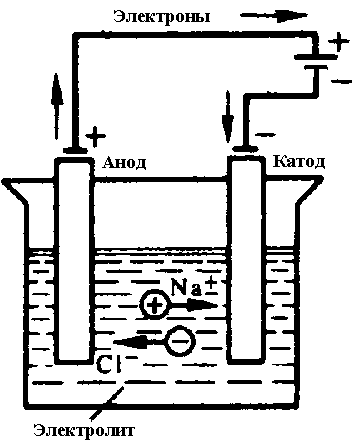 Электроны
+
−
+
−
Анод
Катод
Na⁺
+
−
Cl⁻
Электролит